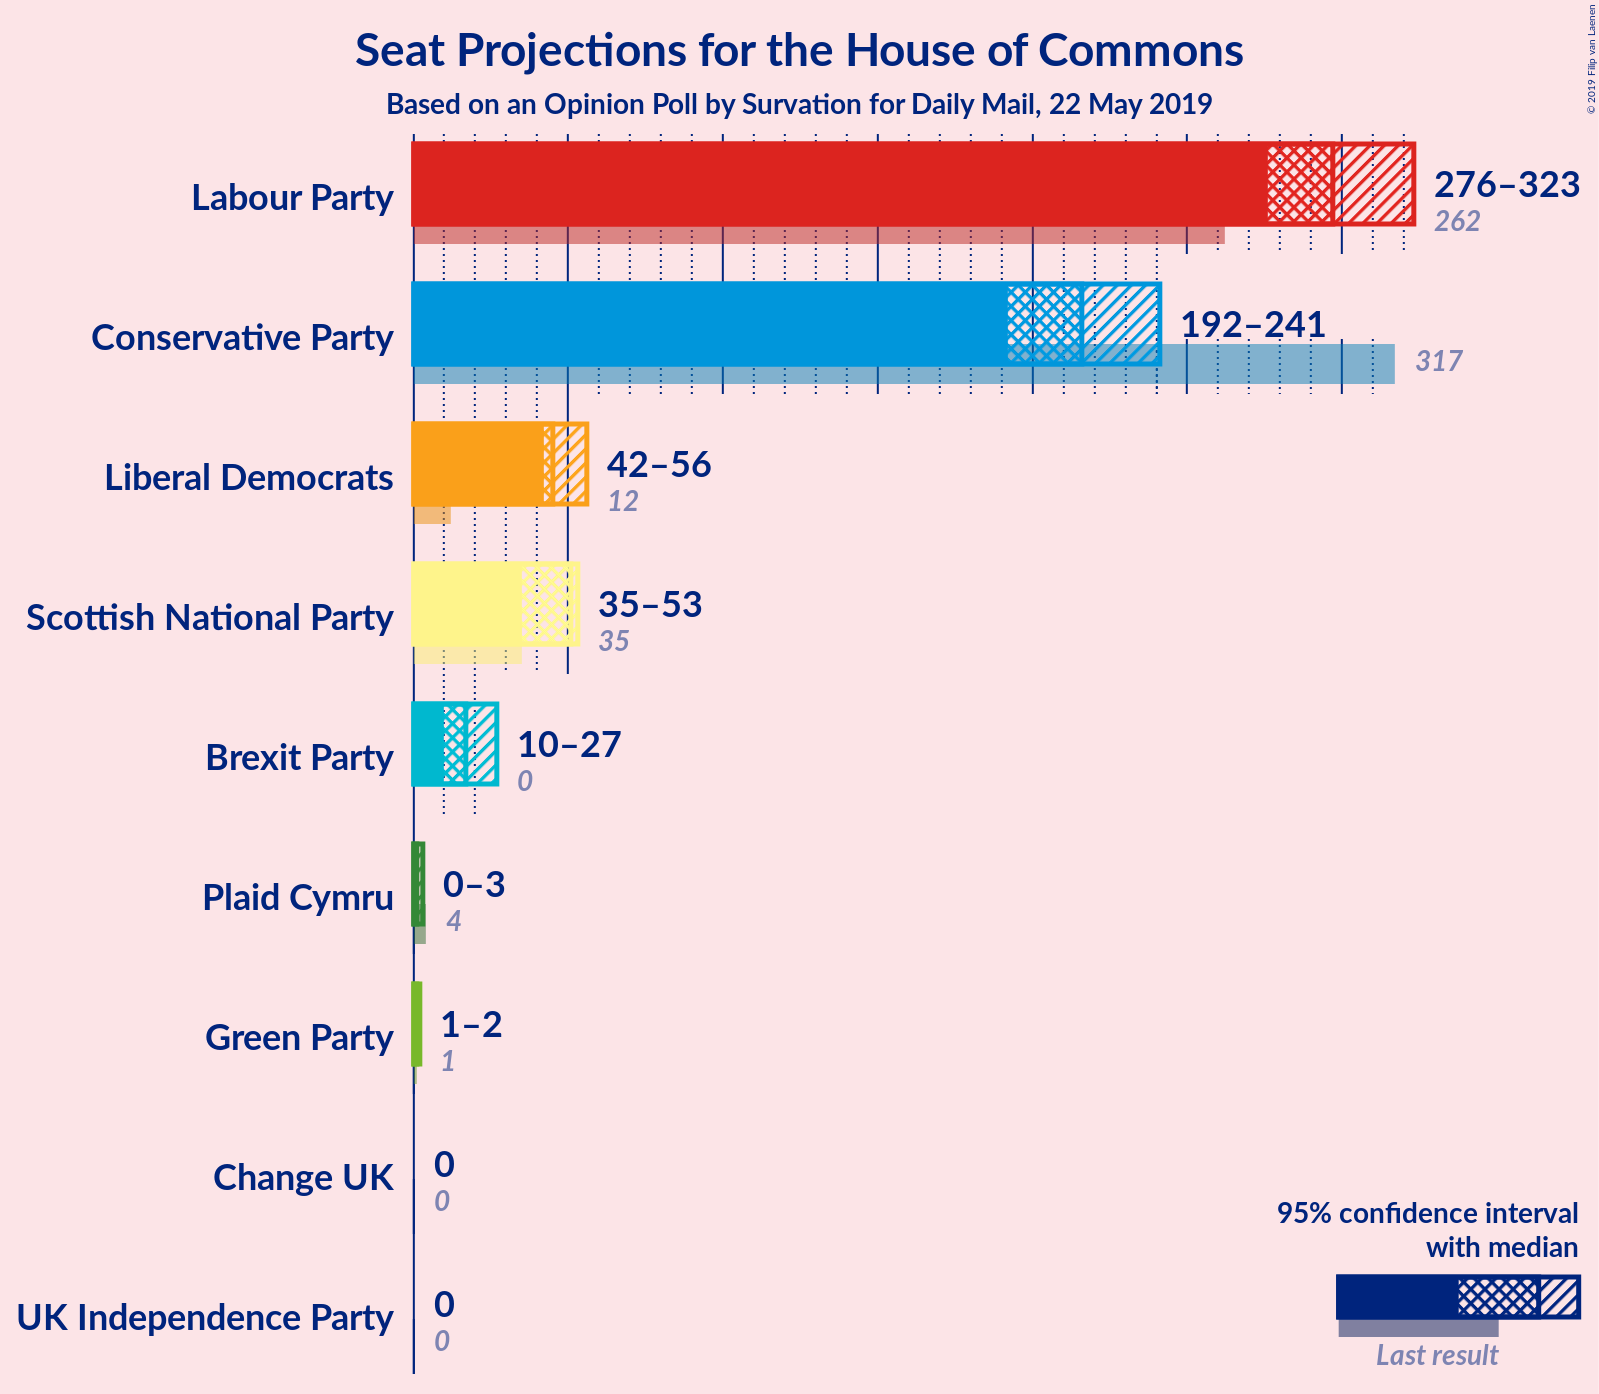 Seat Projections for the House of Commons
Based on an Opinion Poll by Survation for Daily Mail, 22 May 2019
© 2019 Filip van Laenen
Labour Party
276–323
262
Conservative Party
192–241
317
Liberal Democrats
42–56
12
Scottish National Party
35–53
35
Brexit Party
10–27
0
Plaid Cymru
0–3
4
Green Party
1–2
1
Change UK
0
0
UK Independence Party
0
0
95% confidence interval
with median
Last result